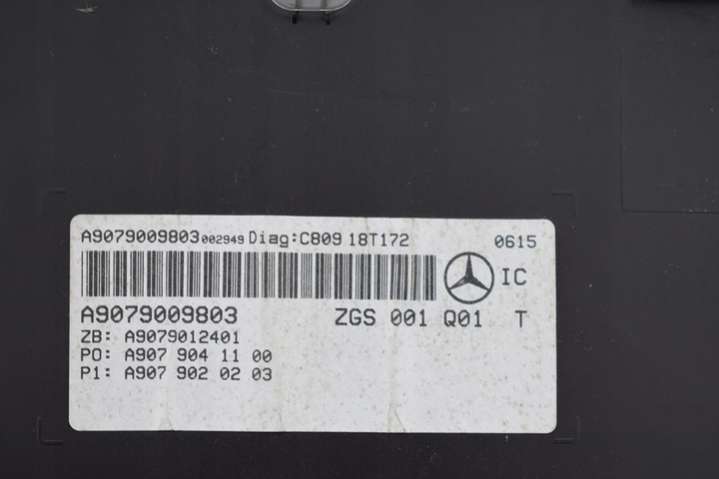 A9079009803 002949 Diag:C809 18T172 0615
IC
A9079009803 ZGS 001 Q01 T
ZB: A9079012401
P0: A907 904 11 00
P1: A907 902 02 03